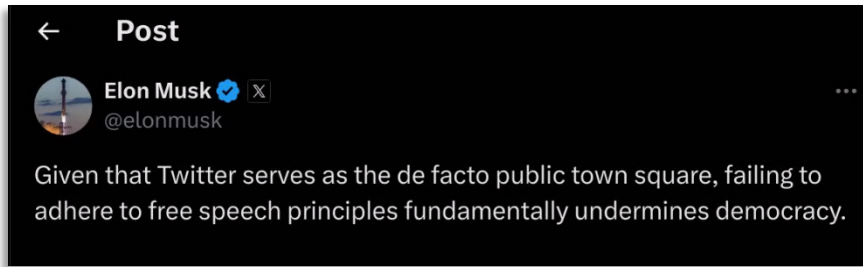 Post
Elon Musk
@elonmusk
Given that Twitter serves as the de facto public town square, failing to
adhere to free speech principles fundamentally undermines democracy.